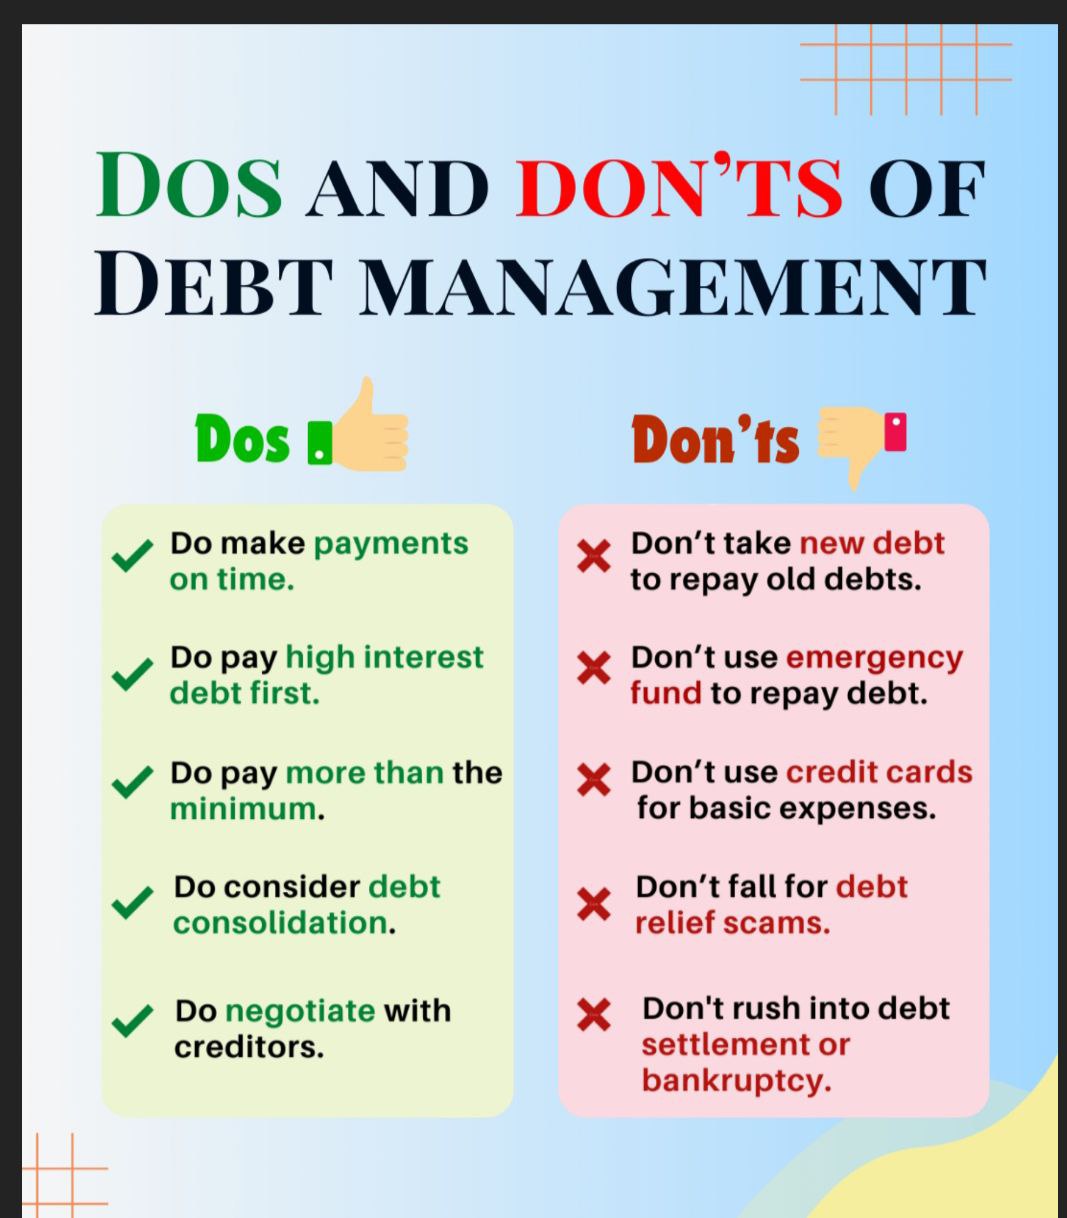 Dos and don'ts of
Debt management
Dos
Do make payments
on time.
Do pay high interest
debt first.
Do pay more than the
minimum.
Do consider debt
consolidation.
Do negotiate with
creditors.
Don'ts
Don't take new debt
to repay old debts.
Don't use emergency
fund to repay debt.
Don't use credit cards
for basic expenses.
Don't fall for debt
relief scams.
Don't rush into debt
settlement or
bankruptcy.